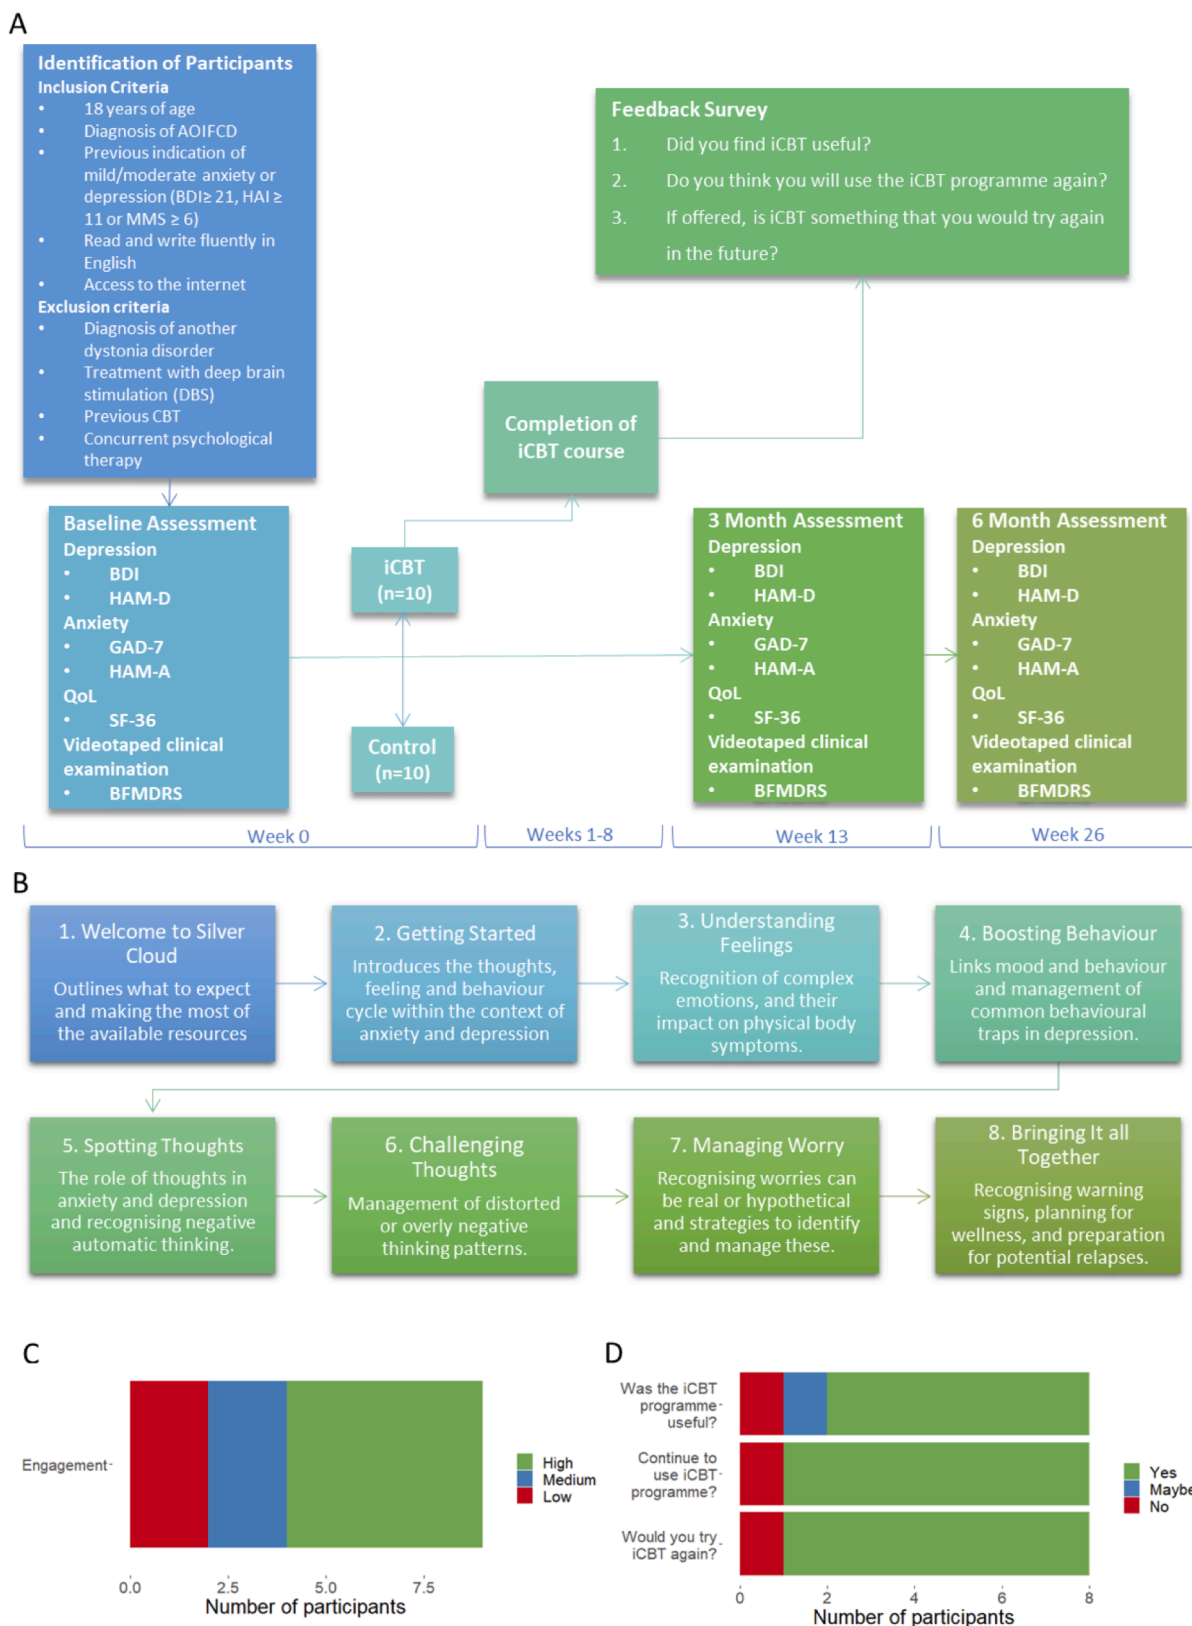 A
Identification of Participants
Inclusion Criteria
• 18 years of age
• Diagnosis of AOIFCD
• Previous indication of
mild/moderate anxiety or
depression (BDI≥ 21, HAI ≥
11 or MMS ≥ 6)
• Read and write fluently in
English
• Access to the internet
Exclusion criteria
• Diagnosis of another
dystonia disorder
• Treatment with deep brain
stimulation (DBS)
• Previous CBT
• Concurrent psychological
therapy
Feedback Survey
1. Did you find iCBT useful?
2. Do you think you will use the iCBT programme again?
3. If offered, is iCBT something that you would try again
in the future?
Completion of
iCBT course
Baseline Assessment
Depression
• BDI
• HAM-D
Anxiety
• GAD-7
• HAM-A
QoL
• SF-36
Videotaped clinical
examination
• BFMDRS
iCBT
(n=10)
Control
(n=10)
3 Month Assessment
Depression
• BDI
• HAM-D
Anxiety
• GAD-7
• HAM-A
QoL
• SF-36
Videotaped clinical
examination
• BFMDRS
6 Month Assessment
Depression
• BDI
• HAM-D
Anxiety
• GAD-7
• HAM-A
QoL
• SF-36
Videotaped clinical
examination
• BFMDRS
Week 0
Weeks 1-8
Week 13
Week 26
B
1. Welcome to Silver
Cloud
Outlines what to expect
and making the most of
the available resources
2. Getting Started
Introduces the thoughts,
feeling and behaviour
cycle within the context of
anxiety and depression
3. Understanding
Feelings
Recognition of complex
emotions, and their
impact on physical body
symptoms.
4. Boosting Behaviour
Links mood and behaviour
and management of
common behavioural
traps in depression.
5. Spotting Thoughts
The role of thoughts in
anxiety and depression
and recognising negative
automatic thinking.
6. Challenging
Thoughts
Management of distorted
or overly negative
thinking patterns.
7. Managing Worry
Recognising worries can
be real or hypothetical
and strategies to identify
and manage these.
8. Bringing It all
Together
Recognising warning
signs, planning for
wellness, and preparation
for potential relapses.
C
Engagement
High
Medium
Low
0.0 2.5 5.0 7.5
Number of participants
D
Was the iCBT
programme
useful?
Continue to
use iCBT
programme?
Would you try
iCBT again?
Yes
Maybe
No
0 2 4 6 8
Number of participants